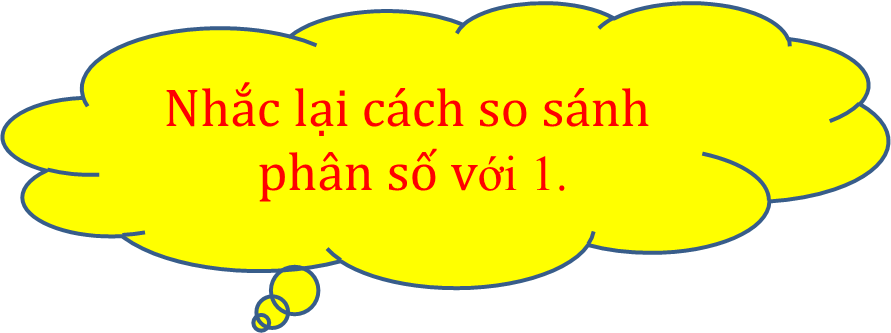 Nhắc lại cách so sánh
phân số với 1.